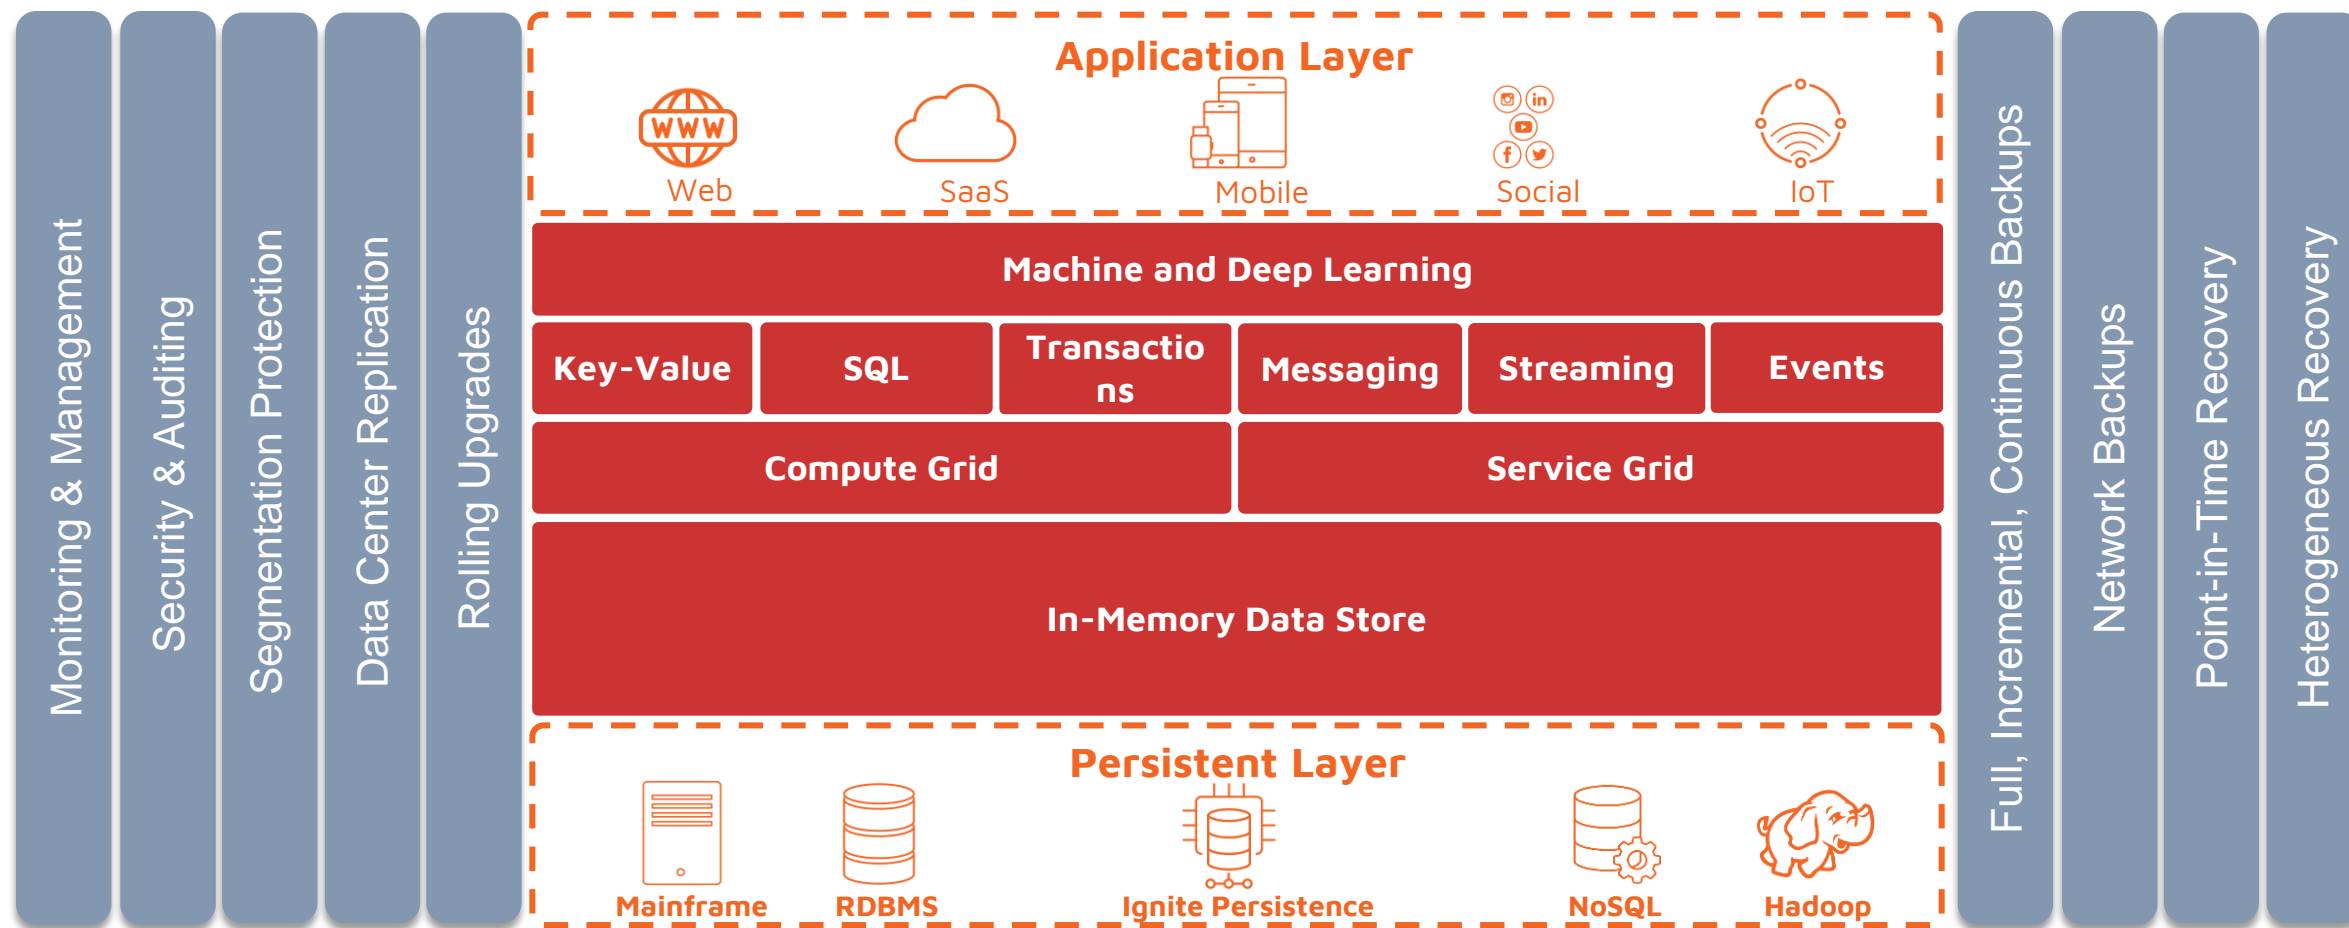 Monitoring & Management
Security & Auditing
Segmentation Protection
Data Center Replication
Rolling Upgrades
Application Layer
WWW
in
f
Web
SaaS
Mobile
Social
IoT
Machine and Deep Learning
Key-Value
SQL
Transactio
ns
Messaging
Streaming
Events
Compute Grid
Service Grid
In-Memory Data Store
Persistent Layer
Mainframe
RDBMS
Ignite Persistence
NoSQL
Hadoop
Full, Incremental, Continuous Backups
Network Backups
Point-in-Time Recovery
Heterogeneous Recovery